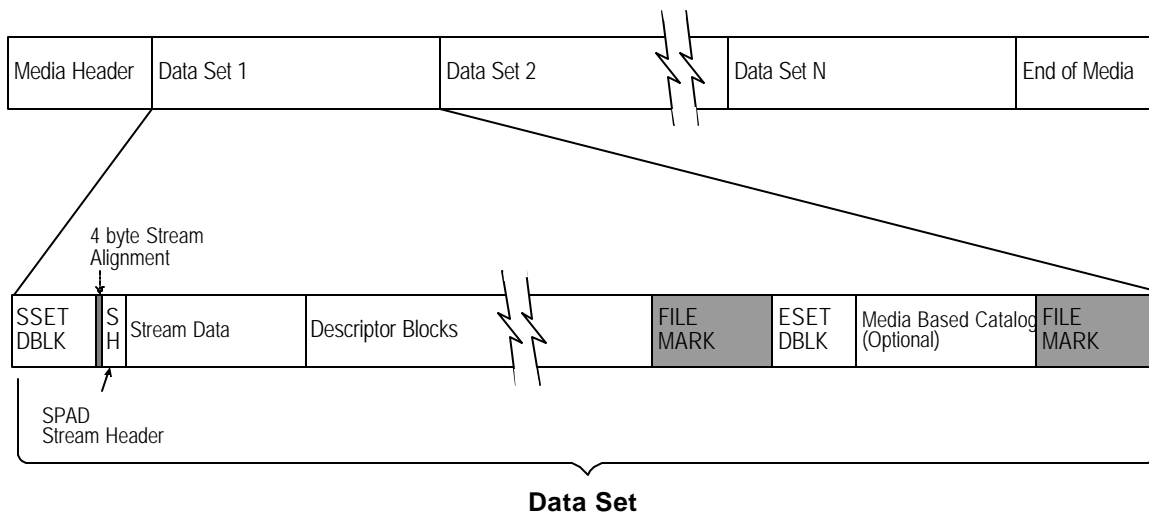 Media Header
Data Set 1
Data Set 2
Data Set N
End of Media
4 byte Stream
Alignment
SSET
DBLK
S
H
Stream Data
Descriptor Blocks
FILE
MARK
ESET
DBLK
Media Based Catalog
(Optional)
FILE
MARK
SPAD
Stream Header
Data Set